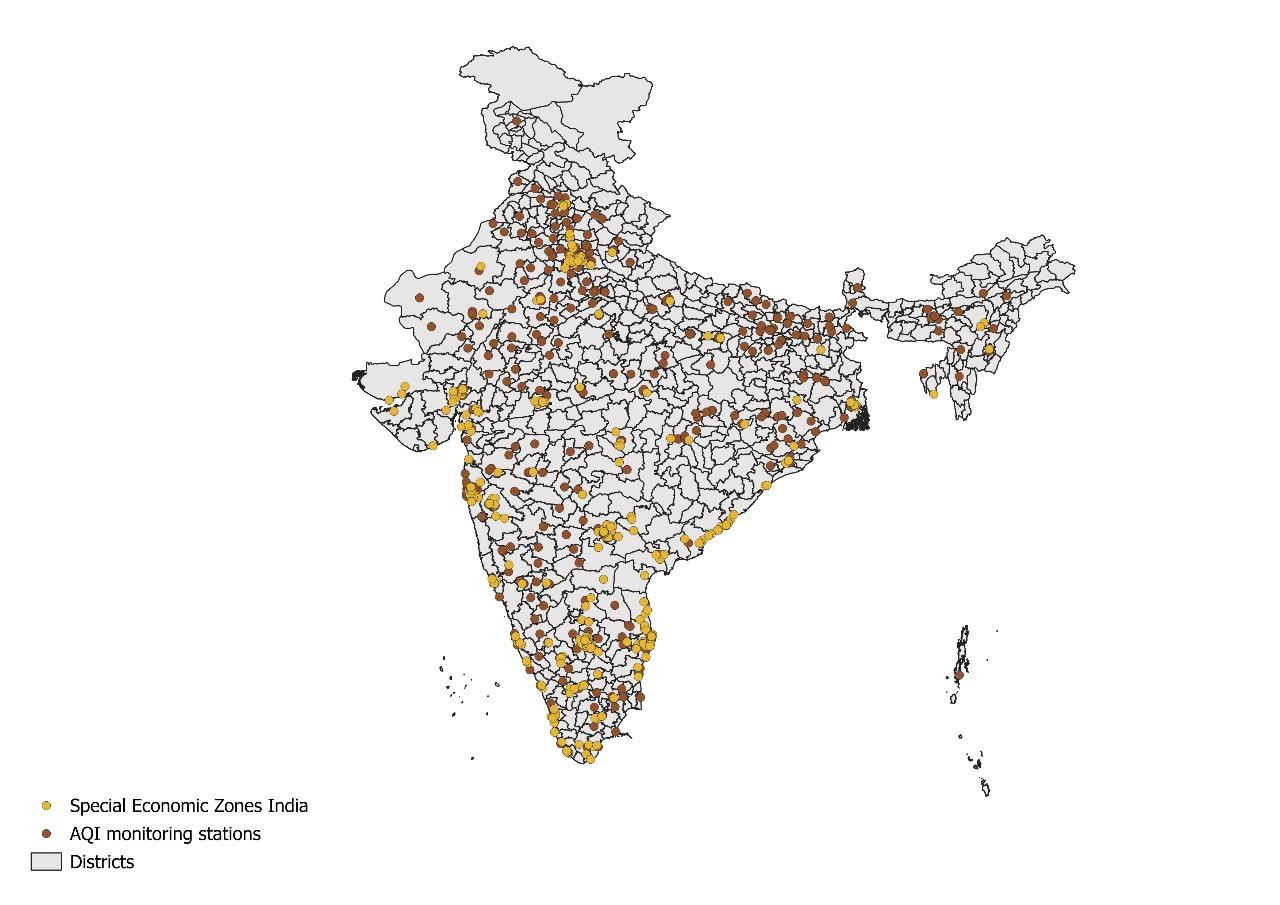 Special Economic Zones India
AQI monitoring stations
Districts